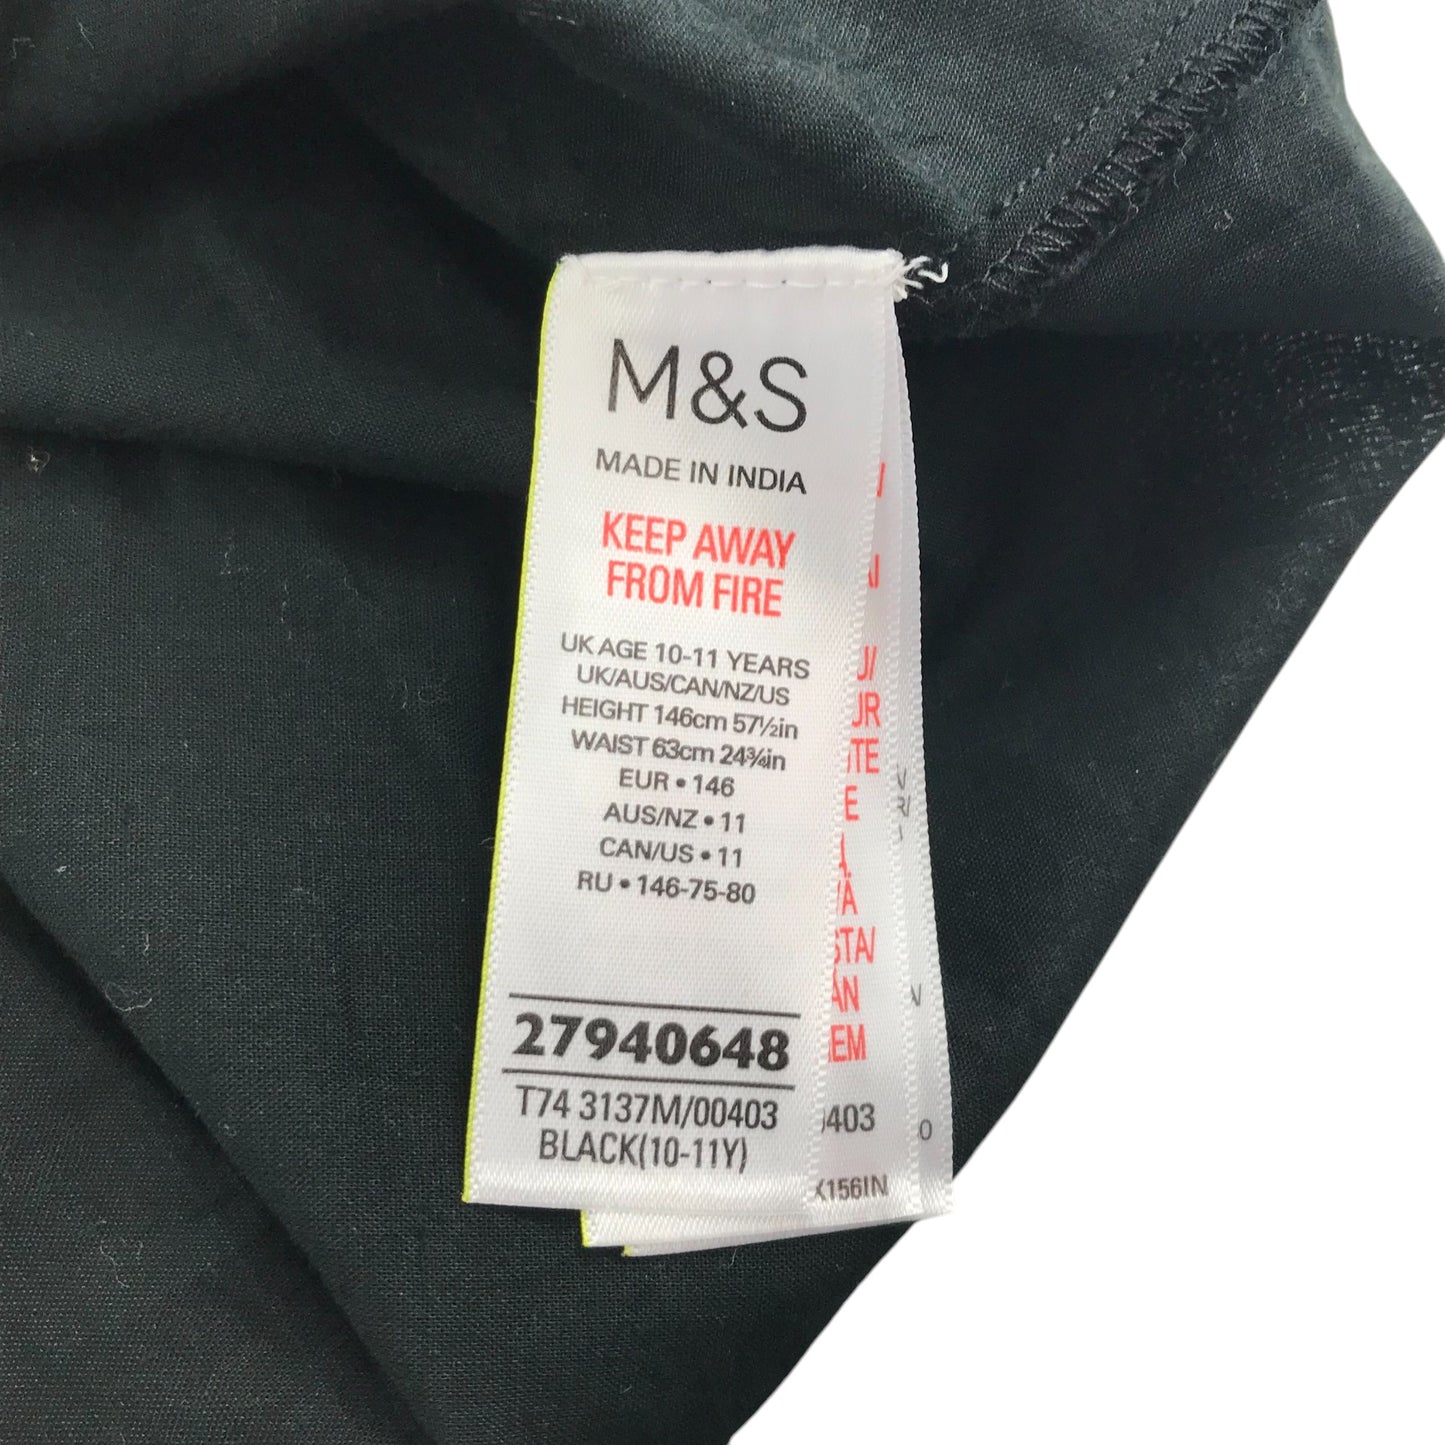 M&S
MADE IN INDIA
KEEP AWAY
FROM FIRE
UK AGE 10-11 YEARS
UK/AUS/CAN/NZ/US
HEIGHT 146cm 57½in
WAIST 63cm 24¾in
EUR • 146
AUS/NZ • 11
CAN/US • 11
RU • 146-75-80
27940648
T74 3137M/00403
BLACK(10-11Y)